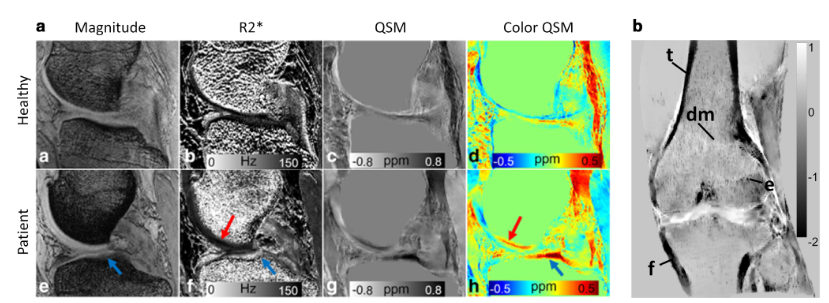 a Magnitude R2* QSM Color QSM b
Healthy
a b 0 Hz 150 c -0.8 ppm 0.8 d -0.5 ppm 0.5
Patient
e f 0 Hz 150 g -0.8 ppm 0.8 h -0.5 ppm 0.5
t
dm
e
f
1
0
-1
-2